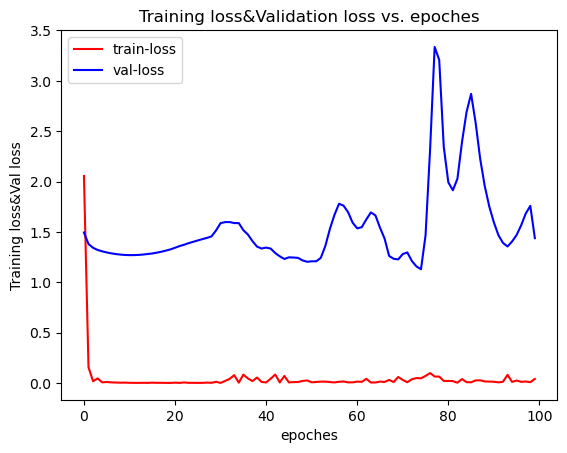 Training loss&Validation loss vs. epoches
train-loss
val-loss
Training loss&Val loss
3.5
3.0
2.5
2.0
1.5
1.0
0.5
0.0
0 20 40 60 80 100
epoches